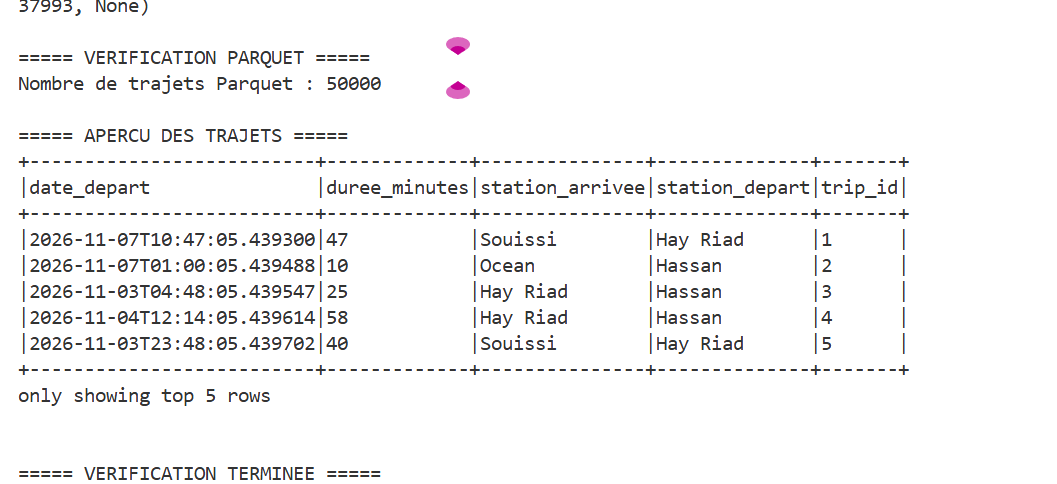 37993, None)
===== VERIFICATION PARQUET =====
Nombre de trajets Parquet : 50000
===== APERCU DES TRAJETS =====
+--------------------------+-------------+---------------+--------------+-------+
|date_depart               |duree_minutes|station_arrivee|station_depart|trip_id|
+--------------------------+-------------+---------------+--------------+-------+
|2026-11-07T10:47:05.439300|47           |Souissi        |Hay Riad      |1      |
|2026-11-07T01:00:05.439488|10           |Ocean          |Hassan        |2      |
|2026-11-03T04:48:05.439547|25           |Hay Riad       |Hassan        |3      |
|2026-11-04T12:14:05.439614|58           |Hay Riad       |Hassan        |4      |
|2026-11-03T23:48:05.439702|40           |Souissi        |Hay Riad      |5      |
+--------------------------+-------------+---------------+--------------+-------+
only showing top 5 rows
===== VERIFICATION TERMINEE =====